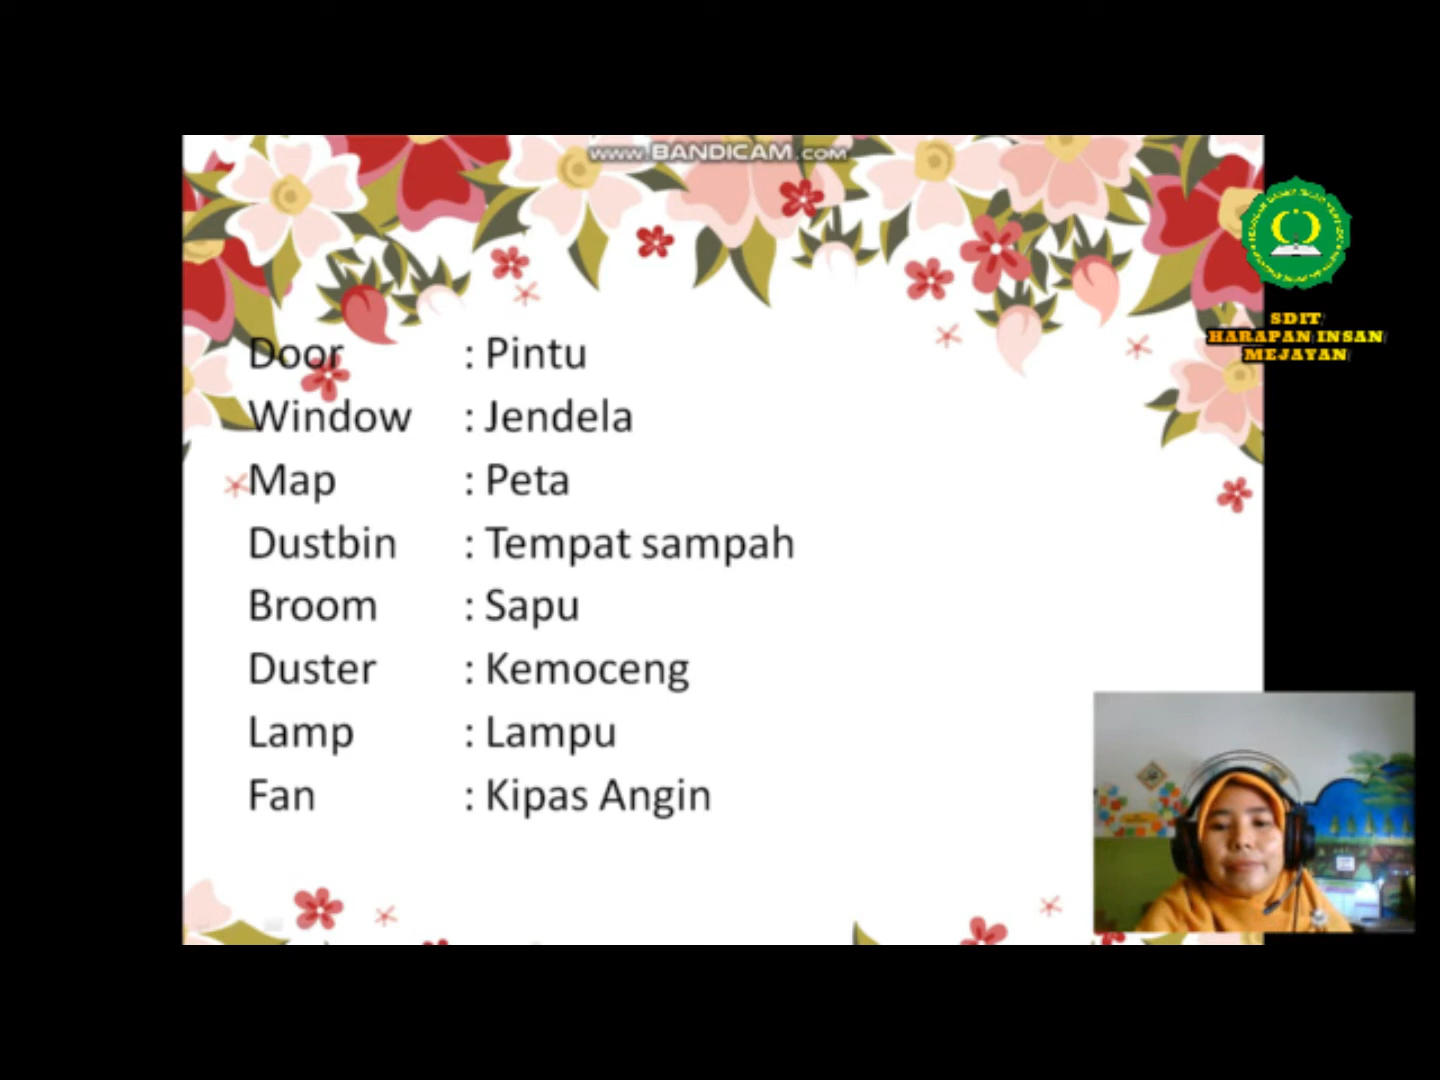 www.BANDICAM.com
SDIT
HARAPAN INSAN
MEJAYAN
Door : Pintu
Window : Jendela
Map : Peta
Dustbin : Tempat sampah
Broom : Sapu
Duster : Kemoceng
Lamp : Lampu
Fan : Kipas Angin